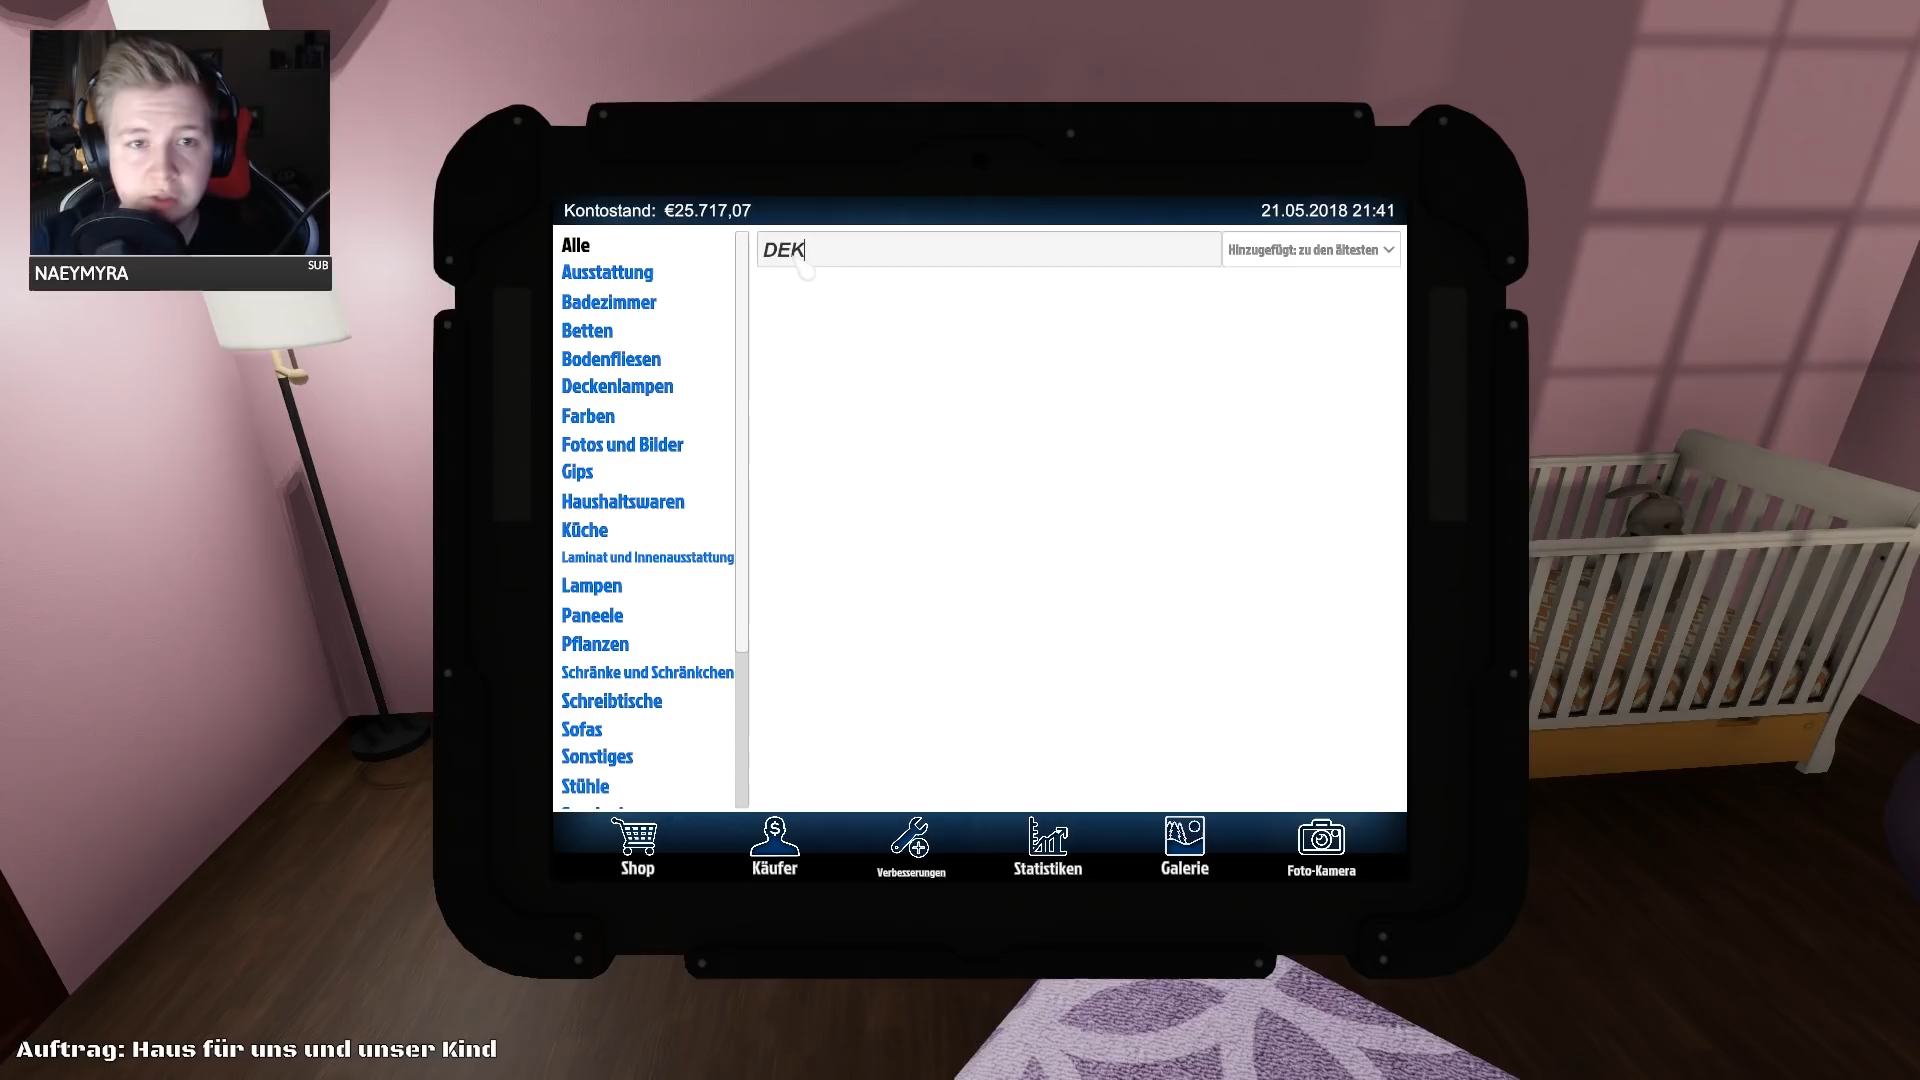 NAEYMYRA
SUB
Kontostand: €25.717,07
21.05.2018 21:41
DEK
Hinzugefügt: zu den ältesten
Alle
Ausstattung
Badezimmer
Betten
Bodenfliesen
Deckenlampen
Farben
Fotos und Bilder
Gips
Haushaltswaren
Küche
Laminat und Innenausstattung
Lampen
Paneele
Pflanzen
Schränke und Schränkchen
Schreibtische
Sofas
Sonstiges
Stühle
Shop
Käufer
Verbesserungen
Statistiken
Galerie
Foto-Kamera
Auftrag: Haus für uns und unser Kind